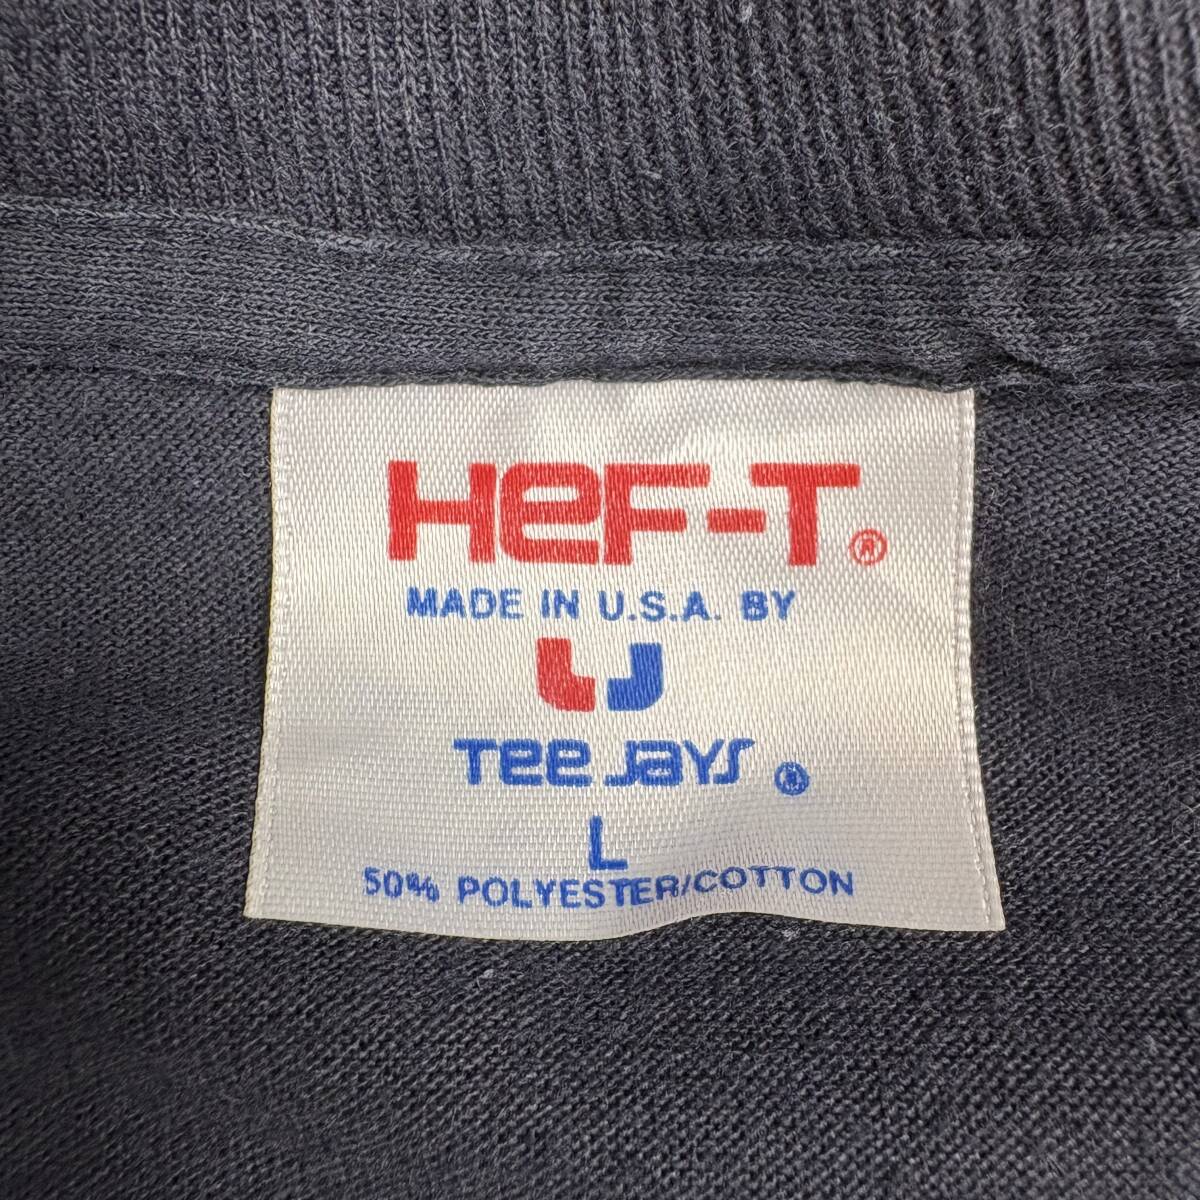 HeF-T®
MADE IN U.S.A. BY
Tee Jays ®
L
50% POLYESTER/COTTON